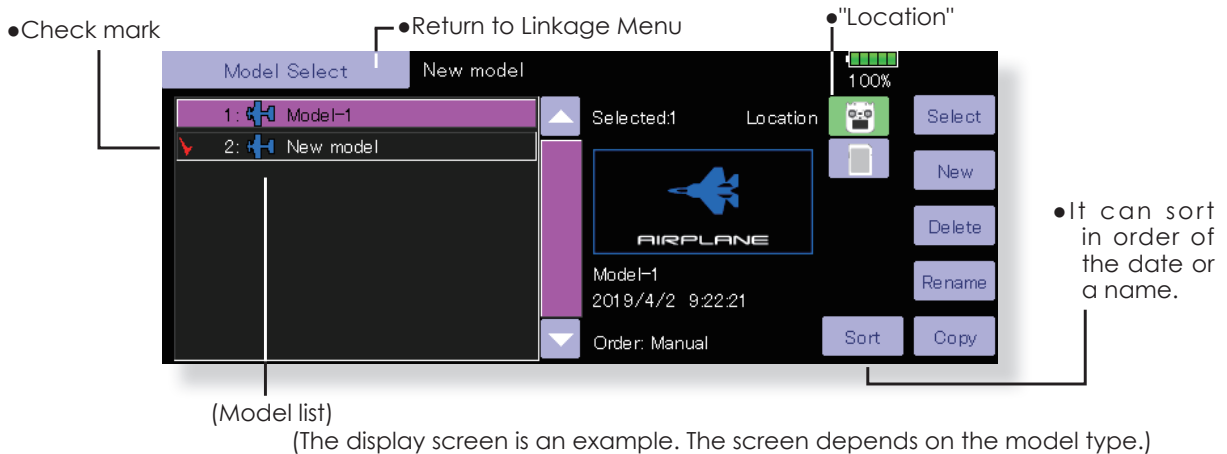 ●Check mark
●Return to Linkage Menu
●"Location"
Model Select
New model
100%
1: Model-1
2: New model
Selected:1
Location
Select
New
AIRPLANE
Delete
Model-1
2019/4/2 9:22:21
Rename
Order: Manual
Sort
Copy
●It can sort
in order of
the date or
a name.
(Model list)
(The display screen is an example. The screen depends on the model type.)